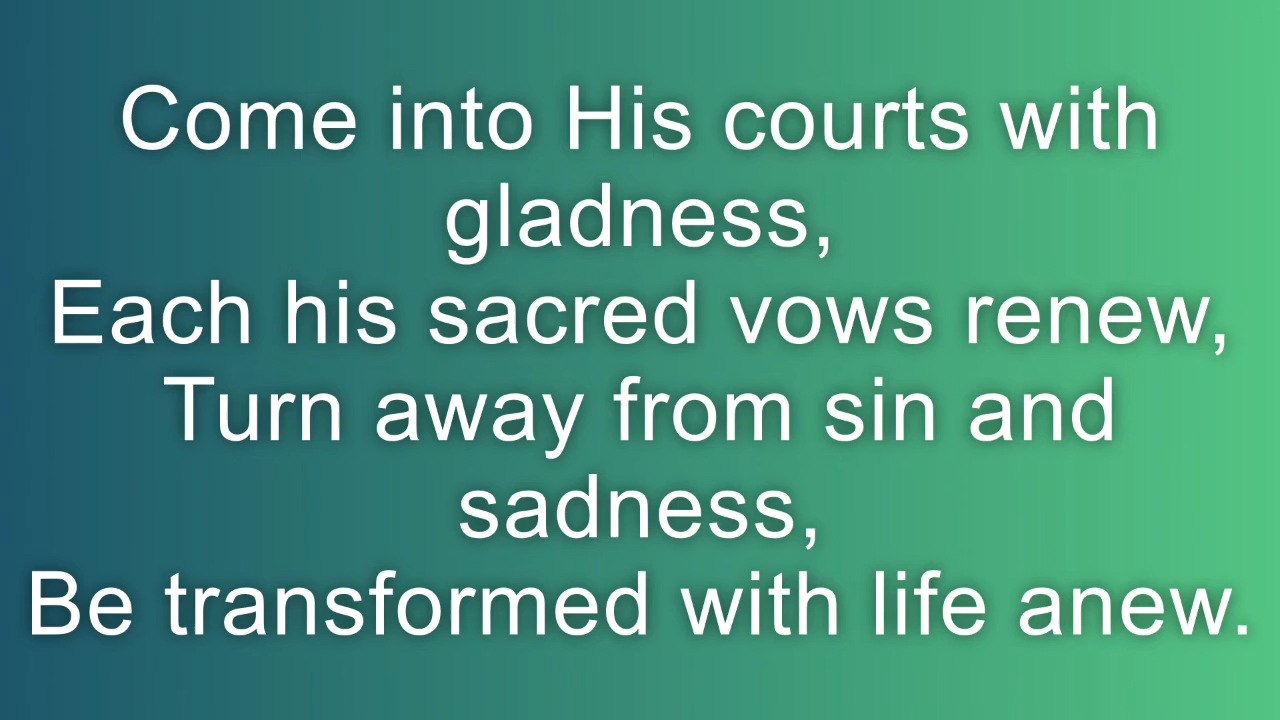 Come into His courts with
gladness,
Each his sacred vows renew,
Turn away from sin and
sadness,
Be transformed with life anew.